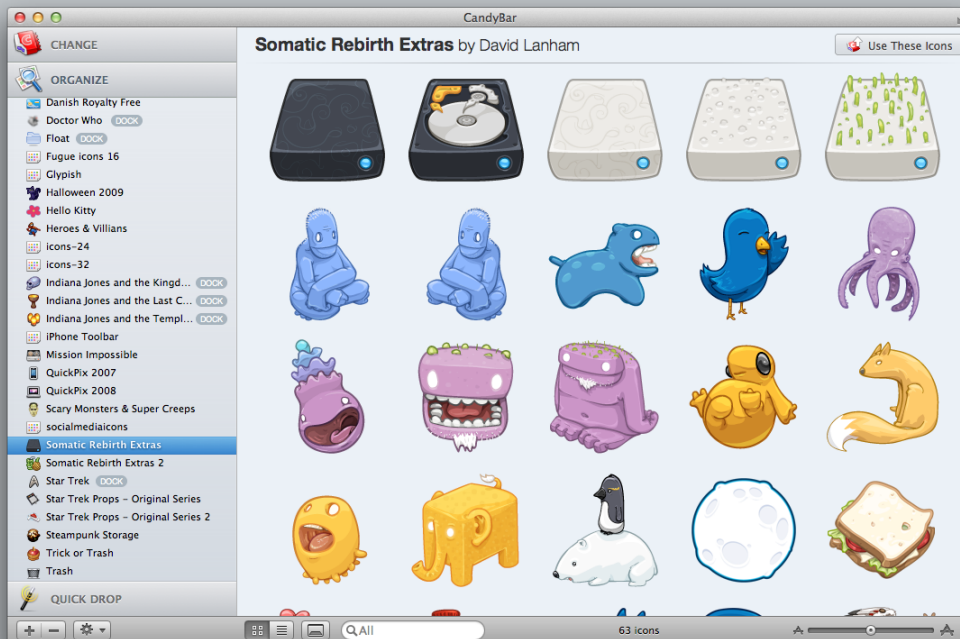 CandyBar
CHANGE
Somatic Rebirth Extras by David Lanham
Use These Icons
ORGANIZE
Danish Royalty Free
Doctor Who DOCK
Float DOCK
Fugue icons 16
Glypish
Halloween 2009
Hello Kitty
Heroes & Villians
icons-24
icons-32
Indiana Jones and the Kingd... DOCK
Indiana Jones and the Last C... DOCK
Indiana Jones and the Templ... DOCK
iPhone Toolbar
Mission Impossible
QuickPix 2007
QuickPix 2008
Scary Monsters & Super Creeps
socialmediaicons
Somatic Rebirth Extras
Somatic Rebirth Extras 2
Star Trek DOCK
Star Trek Props - Original Series
Star Trek Props - Original Series 2
Steampunk Storage
Trick or Trash
Trash
QUICK DROP
All
63 icons